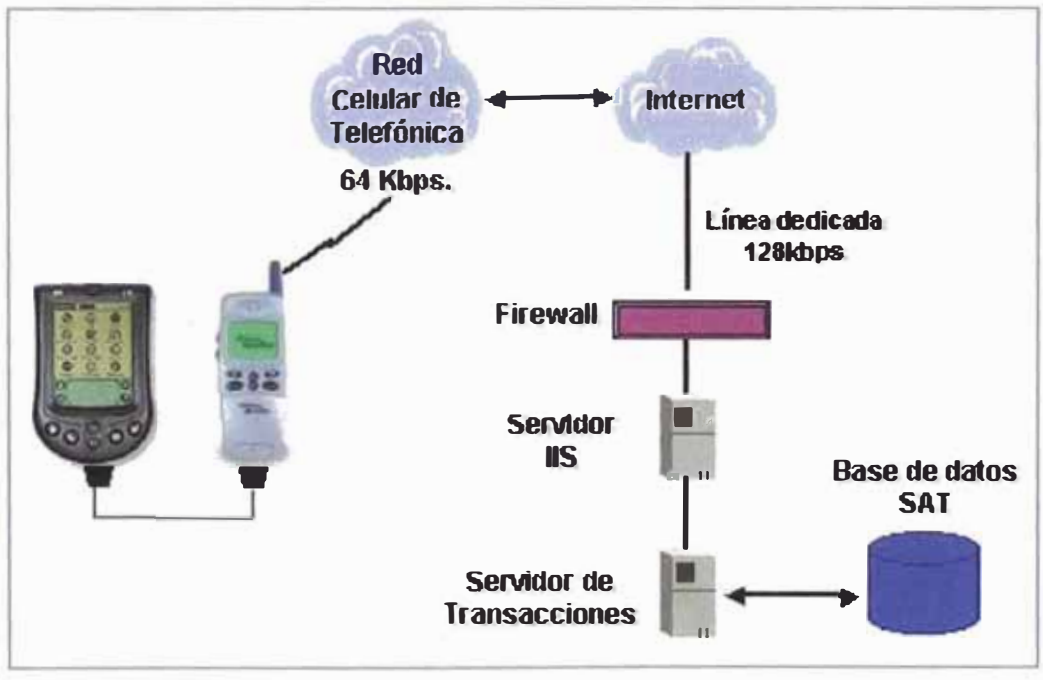 Red
Celular de
Telefónica
64 Kbps.
Internet
Línea dedicada
128kbps
Firewall
Servidor
IIS
Base de datos
SAT
Servidor de
Transacciones